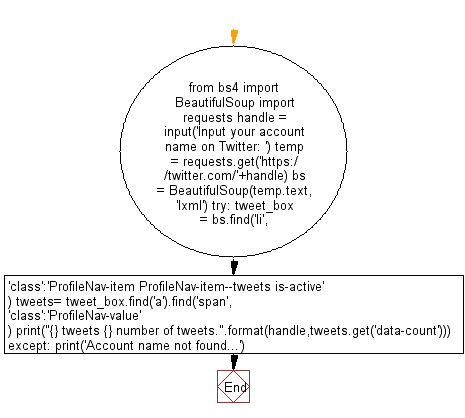 from bs4 import
BeautifulSoup import
requests handle =
input('Input your account
name on Twitter: ') temp
= requests.get('https:/
/twitter.com/'+handle) bs
= BeautifulSoup(temp.text,
'lxml') try: tweet_box
= bs.find('li',
'class':'ProfileNav-item ProfileNav-item--tweets is-active'
) tweets= tweet_box.find('a').find('span',
'class':'ProfileNav-value'
) print("{} tweets {} number of tweets.".format(handle,tweets.get('data-count')))
except: print('Account name not found...')
End